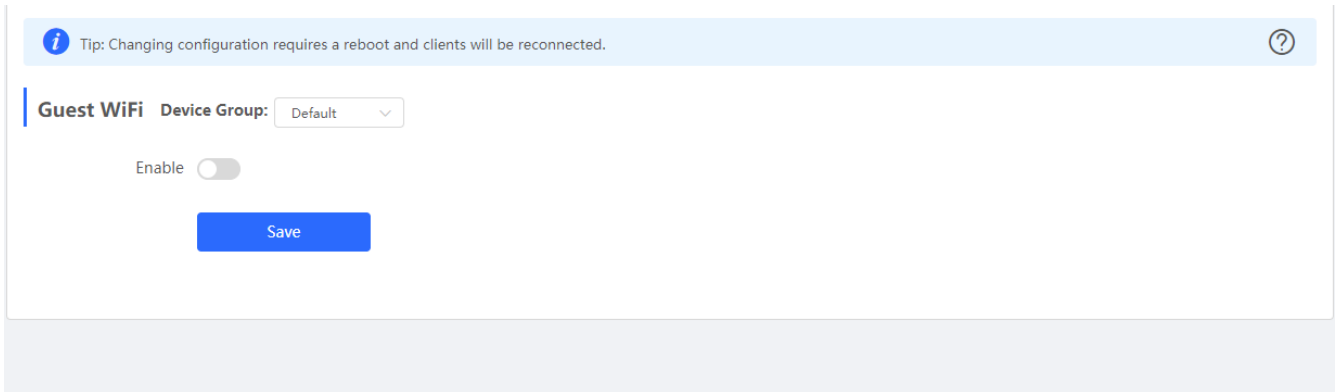 Tip: Changing configuration requires a reboot and clients will be reconnected.
Guest WiFi Device Group: Default
Enable
Save